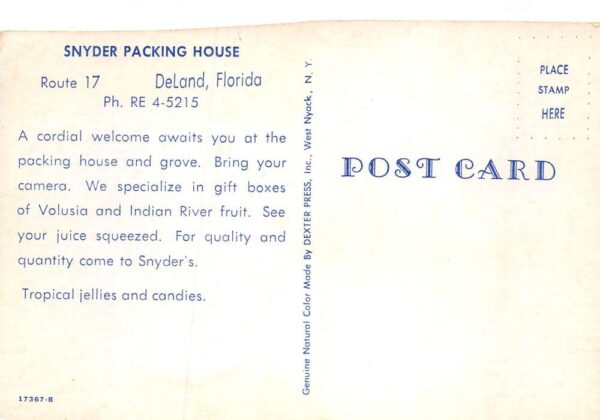 SNYDER PACKING HOUSE
Route 17 DeLand, Florida
Ph. RE 4-5215
A cordial welcome awaits you at the
packing house and grove. Bring your
camera. We specialize in gift boxes
of Volusia and Indian River fruit. See
your juice squeezed. For quality and
quantity come to Snyder's.
Tropical jellies and candies.
17367-B
Genuine Natural Color Made By DEXTER PRESS, Inc., West Nyack, N. Y.
POST CARD
PLACE
STAMP
HERE